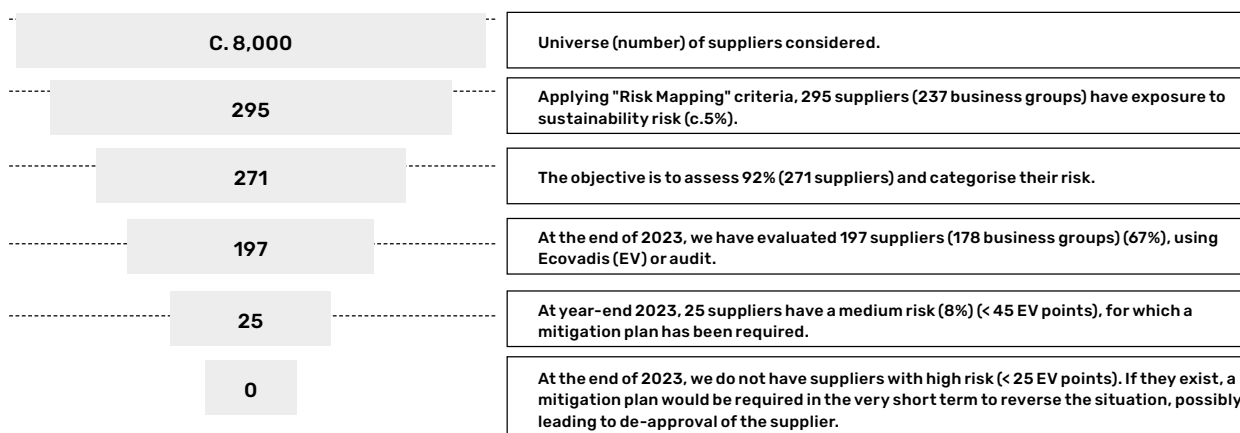 C. 8,000
Universe (number) of suppliers considered.
295
Applying "Risk Mapping" criteria, 295 suppliers (237 business groups) have exposure to
sustainability risk (c.5%).
271
The objective is to assess 92% (271 suppliers) and categorise their risk.
197
At the end of 2023, we have evaluated 197 suppliers (178 business groups) (67%), using
Ecovadis (EV) or audit.
25
At year-end 2023, 25 suppliers have a medium risk (8%) (< 45 EV points), for which a
mitigation plan has been required.
0
At the end of 2023, we do not have suppliers with high risk (< 25 EV points). If they exist, a
mitigation plan would be required in the very short term to reverse the situation, possibly
leading to de-approval of the supplier.